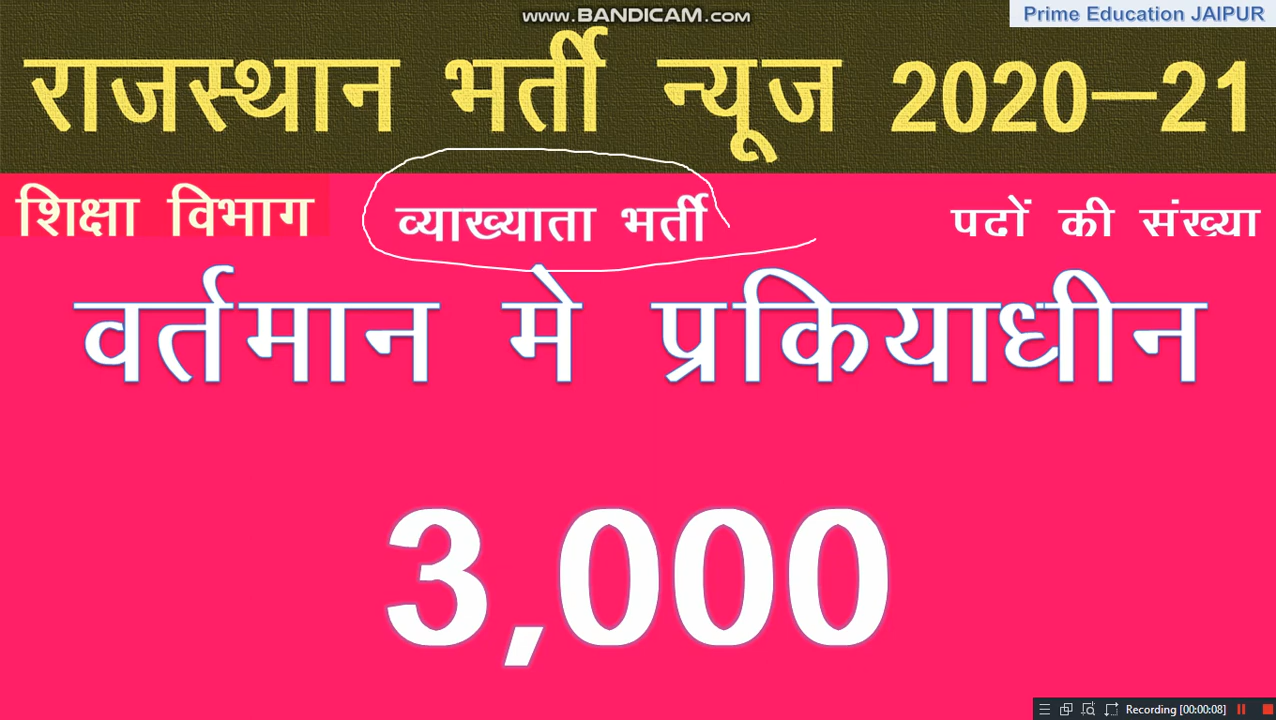 www.BANDICAM.com
Prime Education JAIPUR
राजस्थान भर्ती न्यूज 2020—21
शिक्षा विभाग व्याख्याता भर्ती पदों की संख्या
वर्तमान मे प्रकियाधीन
3,000
Recording [00:00:08]